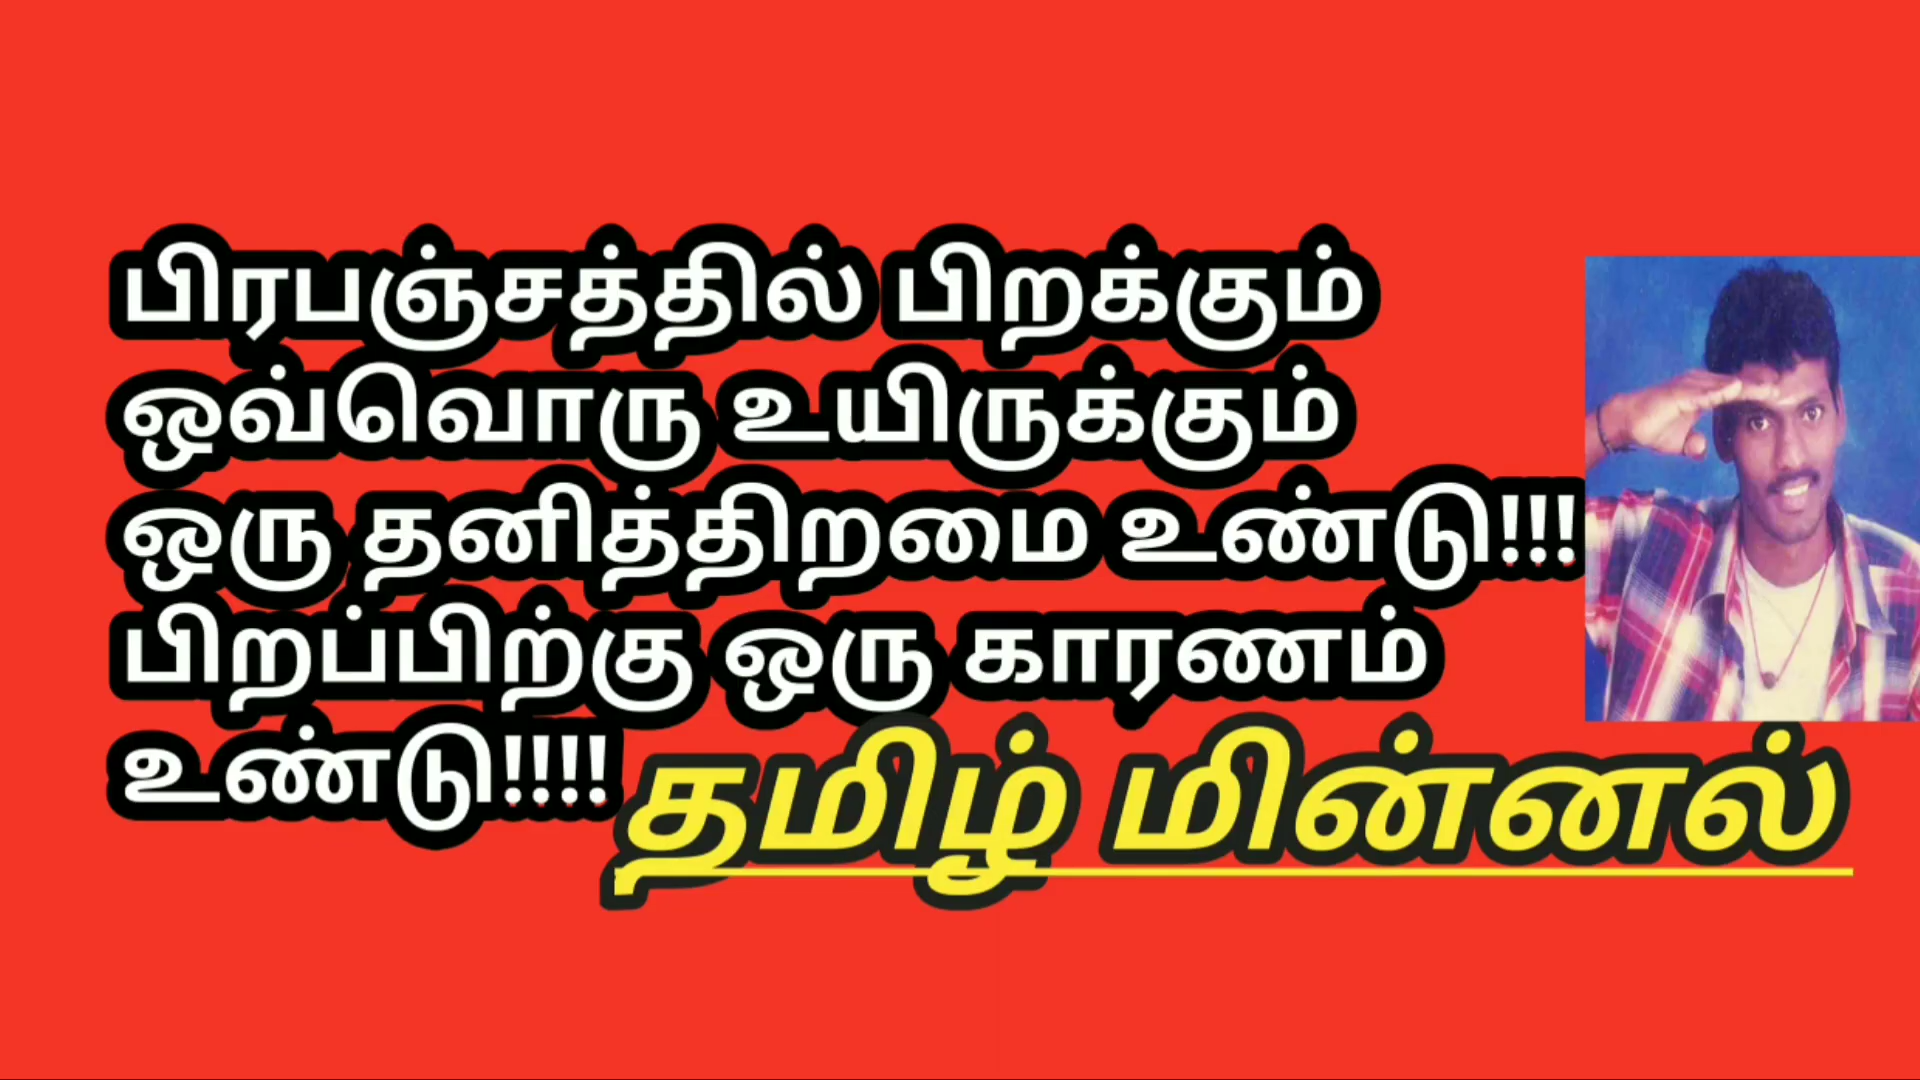 பிரபஞ்சத்தில் பிறக்கும்
ஒவ்வொரு உயிருக்கும்
ஒரு தனித்திறமை உண்டு!!!
பிறப்பிற்கு ஒரு காரணம்
உண்டு!!!!
தமிழ் மின்னல்